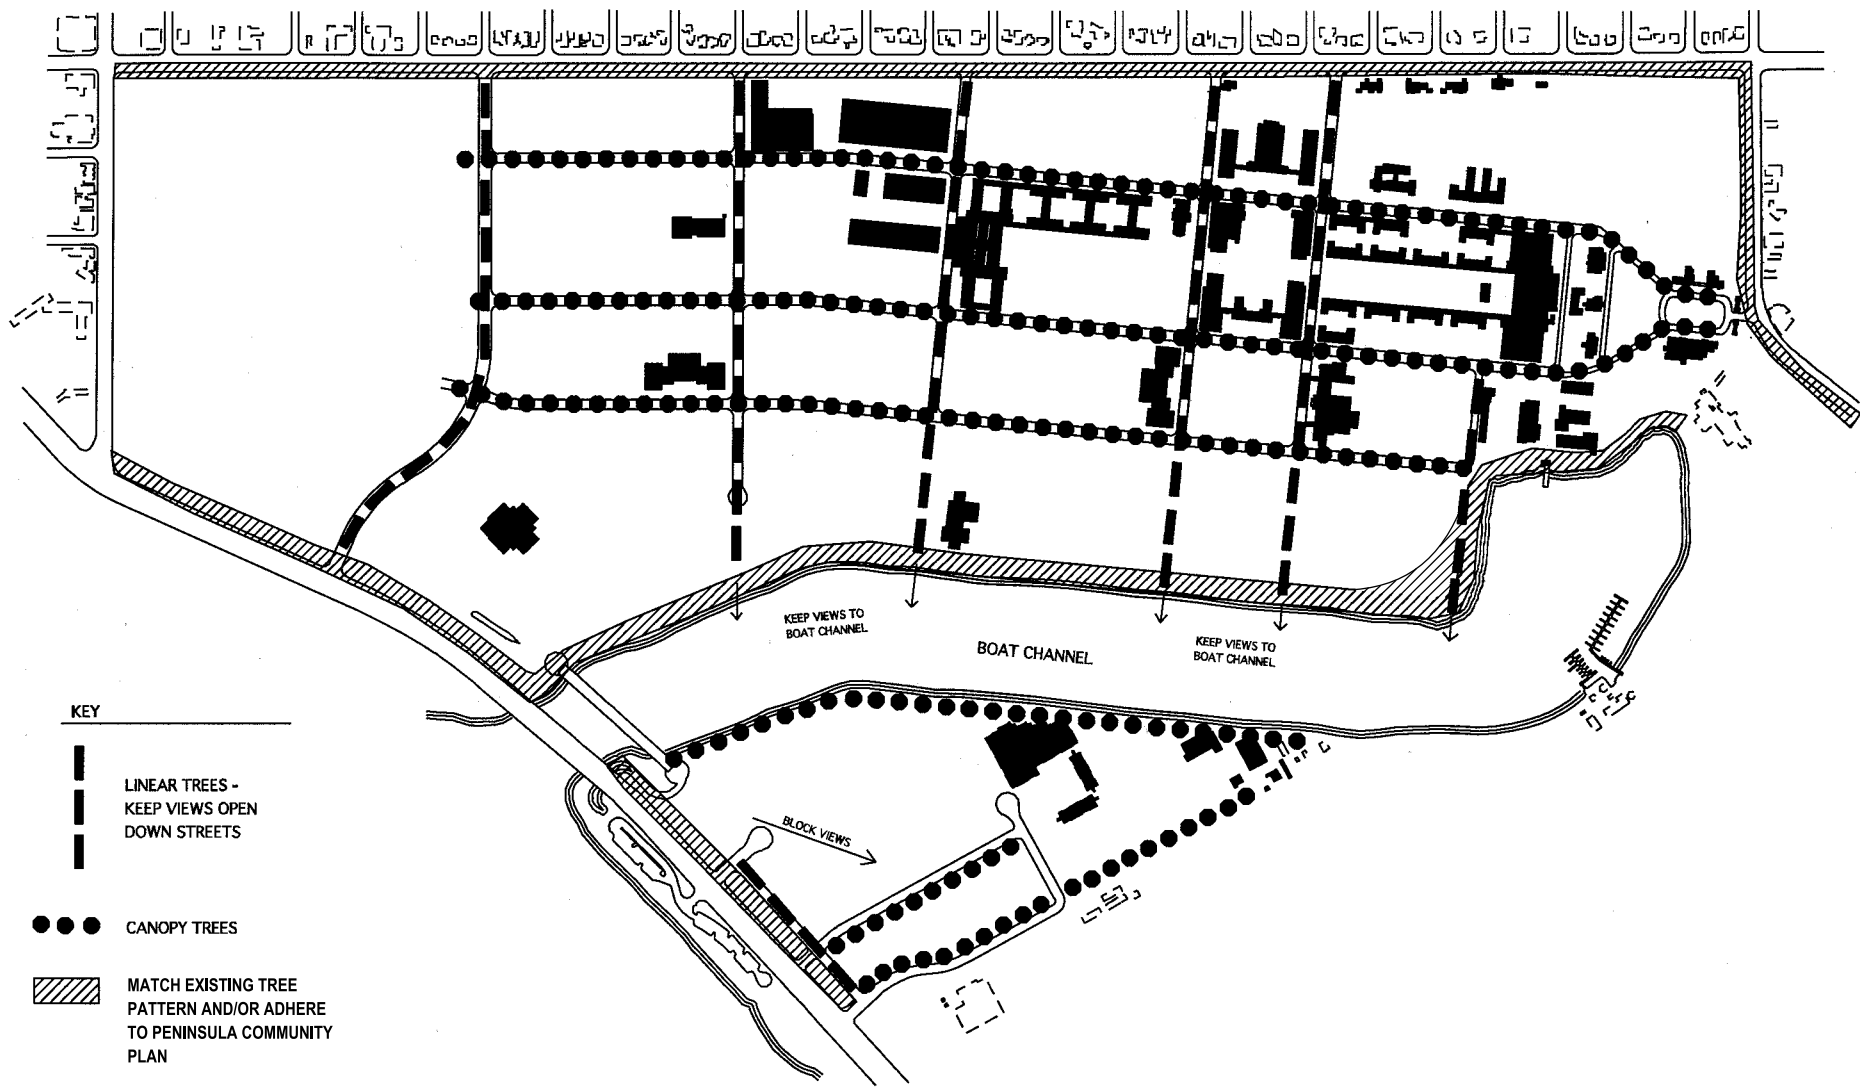 KEEP VIEWS TO
BOAT CHANNEL
BOAT CHANNEL
KEEP VIEWS TO
BOAT CHANNEL
BLOCK VIEWS
KEY
LINEAR TREES -
KEEP VIEWS OPEN
DOWN STREETS
CANOPY TREES
MATCH EXISTING TREE
PATTERN AND/OR ADHERE
TO PENINSULA COMMUNITY
PLAN